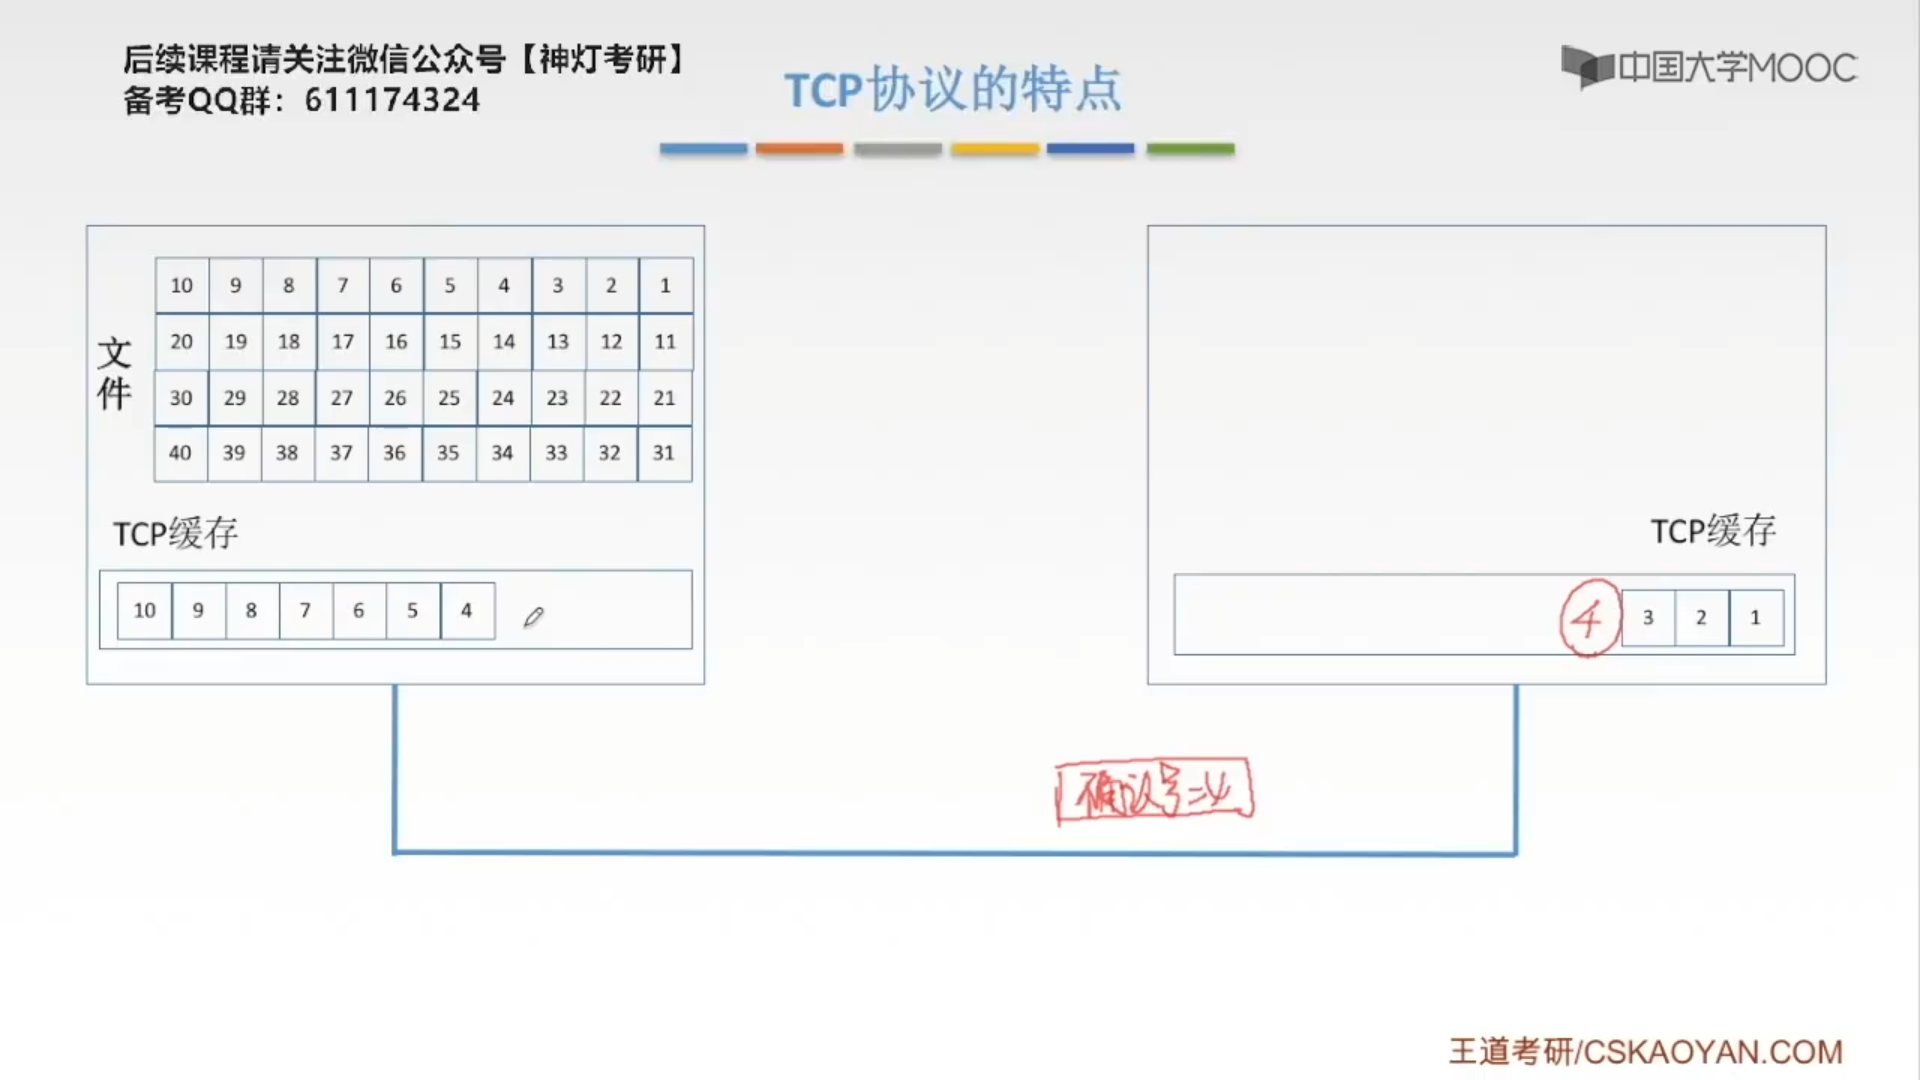 后续课程请关注微信公众号【神灯考研】
备考QQ群：611174324
TCP协议的特点
中国大学MOOC
文件
10 9 8 7 6 5 4 3 2 1
20 19 18 17 16 15 14 13 12 11
30 29 28 27 26 25 24 23 22 21
40 39 38 37 36 35 34 33 32 31
TCP缓存
10 9 8 7 6 5 4
TCP缓存
4 3 2 1
确认号=4
王道考研/CSKAOYAN.COM